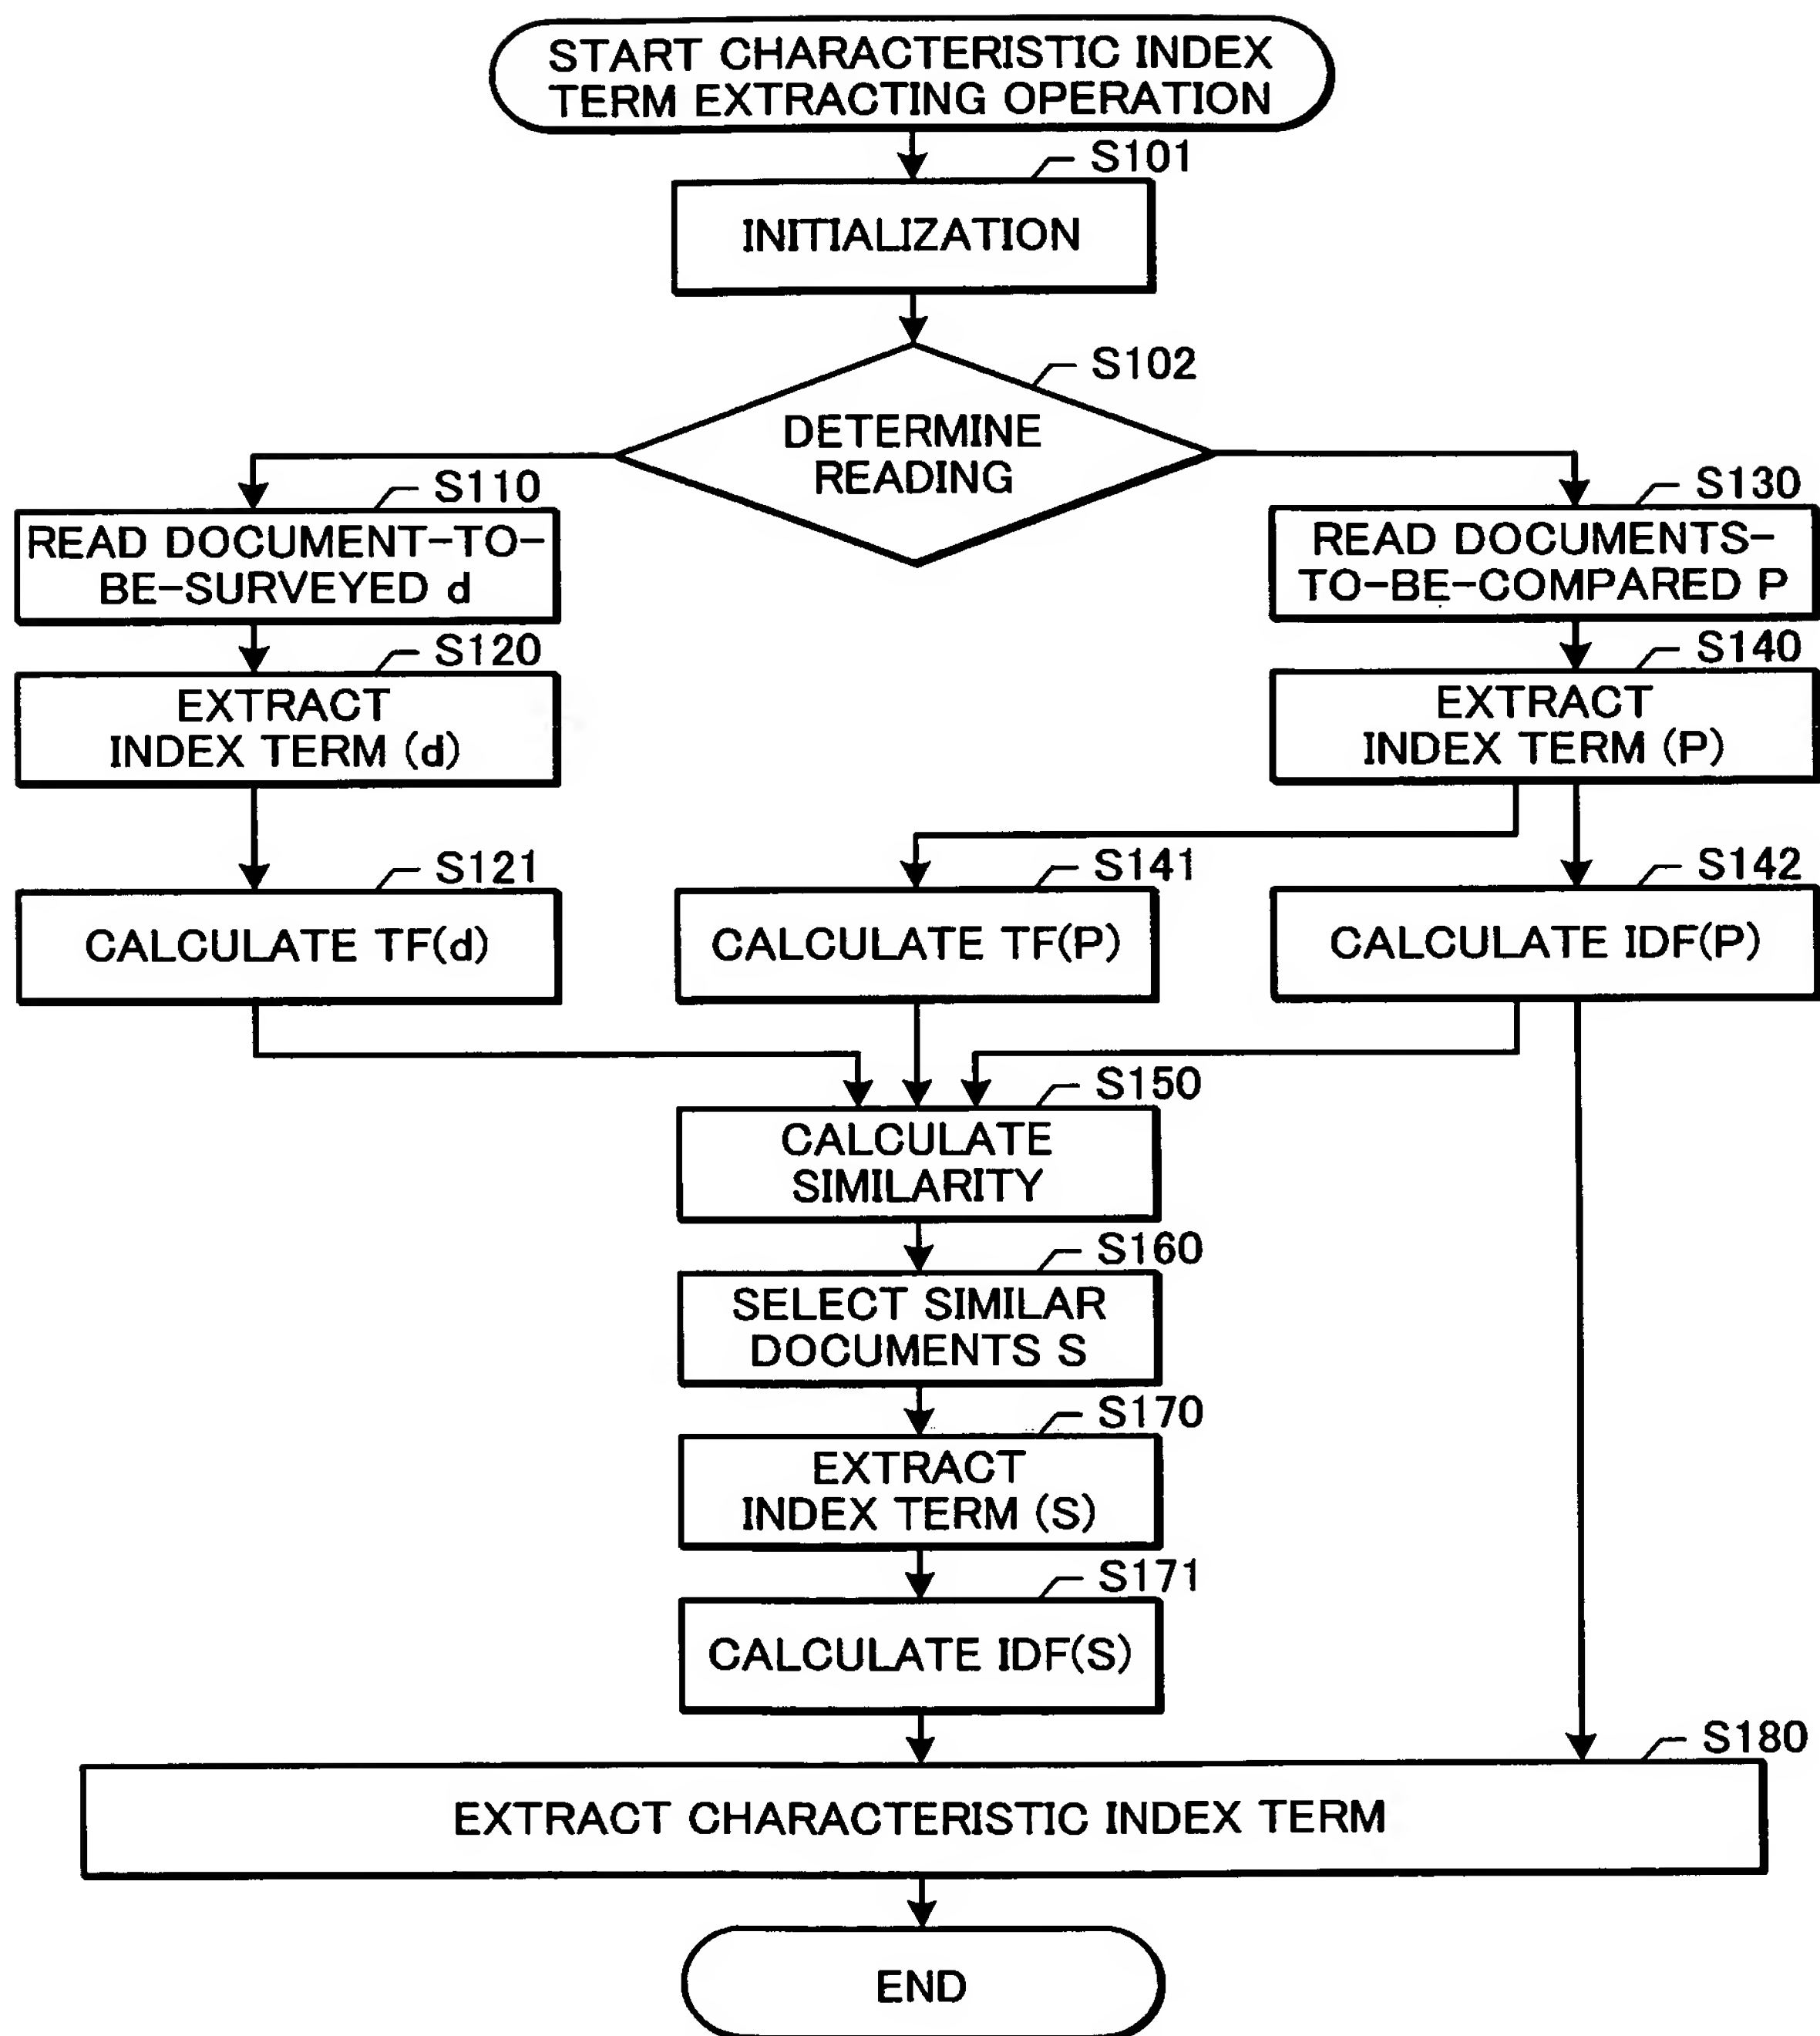 START CHARACTERISTIC INDEX
TERM EXTRACTING OPERATION
S101
INITIALIZATION
S102
DETERMINE
READING
S110
READ DOCUMENT-TO-
BE-SURVEYED d
S130
READ DOCUMENTS-
TO-BE-COMPARED P
S120
EXTRACT
INDEX TERM (d)
S140
EXTRACT
INDEX TERM (P)
S121
CALCULATE TF(d)
S141
CALCULATE TF(P)
S142
CALCULATE IDF(P)
S150
CALCULATE
SIMILARITY
S160
SELECT SIMILAR
DOCUMENTS S
S170
EXTRACT
INDEX TERM (S)
S171
CALCULATE IDF(S)
S180
EXTRACT CHARACTERISTIC INDEX TERM
END